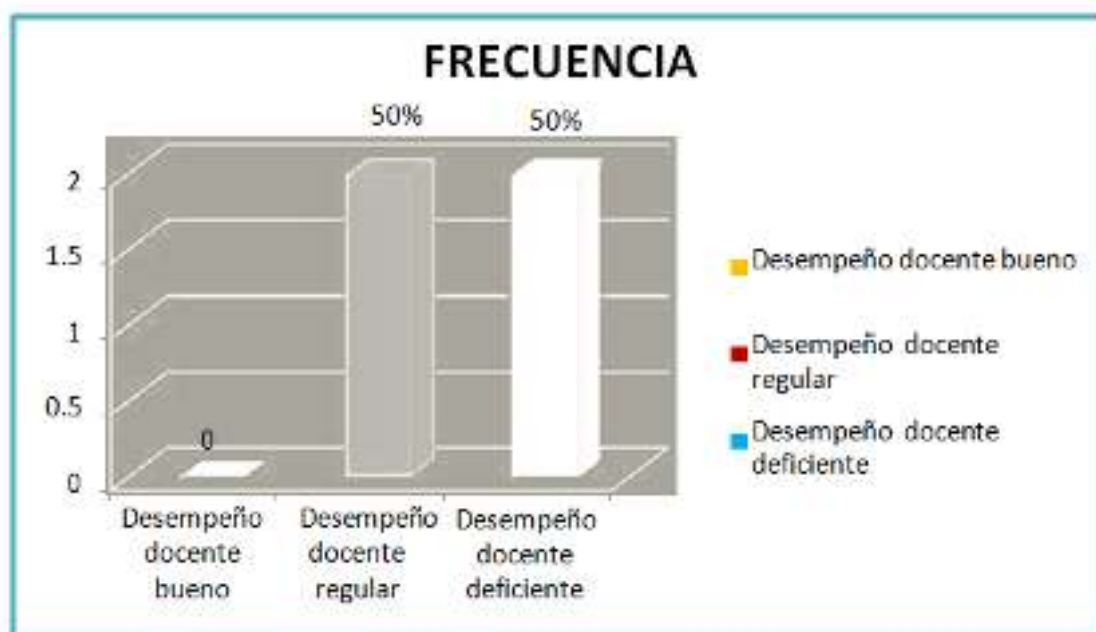 FRECUENCIA
50%
50%
2
1.5
1
0.5
0
0
Desempeño
docente
bueno
Desempeño
docente
regular
Desempeño
docente
deficiente
Desempeño docente bueno
Desempeño docente
regular
Desempeño docente
deficiente